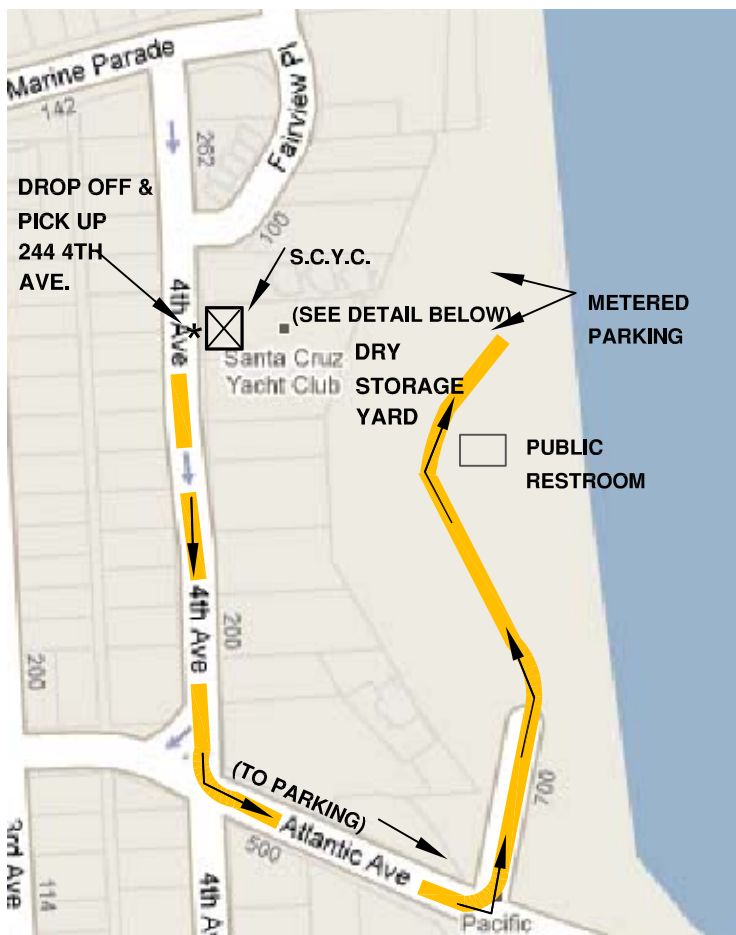 Marine Parade
142
262
Fairview Pl
100
DROP OFF &
PICK UP
244 4TH
AVE.
S.C.Y.C.
4th Ave
*
(SEE DETAIL BELOW)
METERED
PARKING
Santa Cruz
Yacht Club
DRY
STORAGE
YARD
PUBLIC
RESTROOM
4th Ave
200
200
(TO PARKING)
700
Atlantic Ave
500
3rd Ave
114
4th Av
Pacific